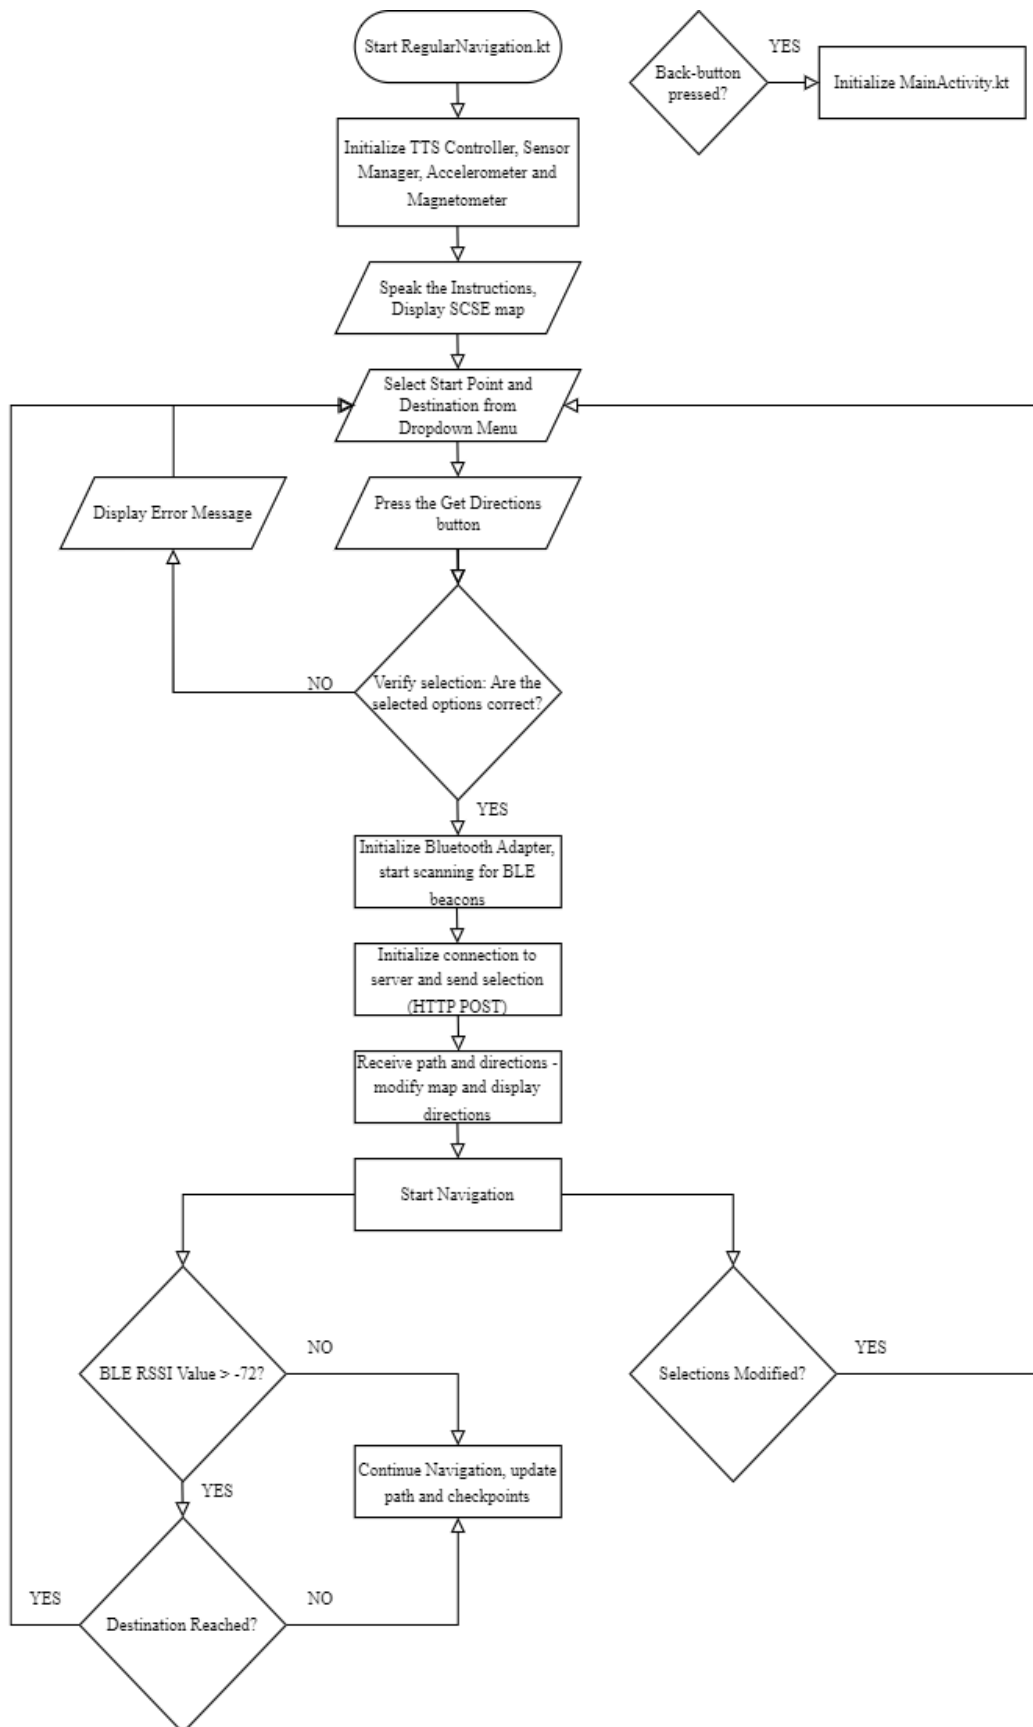 Start RegularNavigation.kt
Back-button
pressed?
YES
Initialize MainActivity.kt
Initialize TTS Controller, Sensor
Manager, Accelerometer and
Magnetometer
Speak the Instructions,
Display SCSE map
Select Start Point and
Destination from
Dropdown Menu
Display Error Message
Press the Get Directions
button
NO
Verify selection: Are the
selected options correct?
YES
Initialize Bluetooth Adapter,
start scanning for BLE
beacons
Initialize connection to
server and send selection
(HTTP POST)
Receive path and directions -
modify map and display
directions
Start Navigation
BLE RSSI Value > -72?
NO
Selections Modified?
YES
Continue Navigation, update
path and checkpoints
YES
YES
Destination Reached?
NO